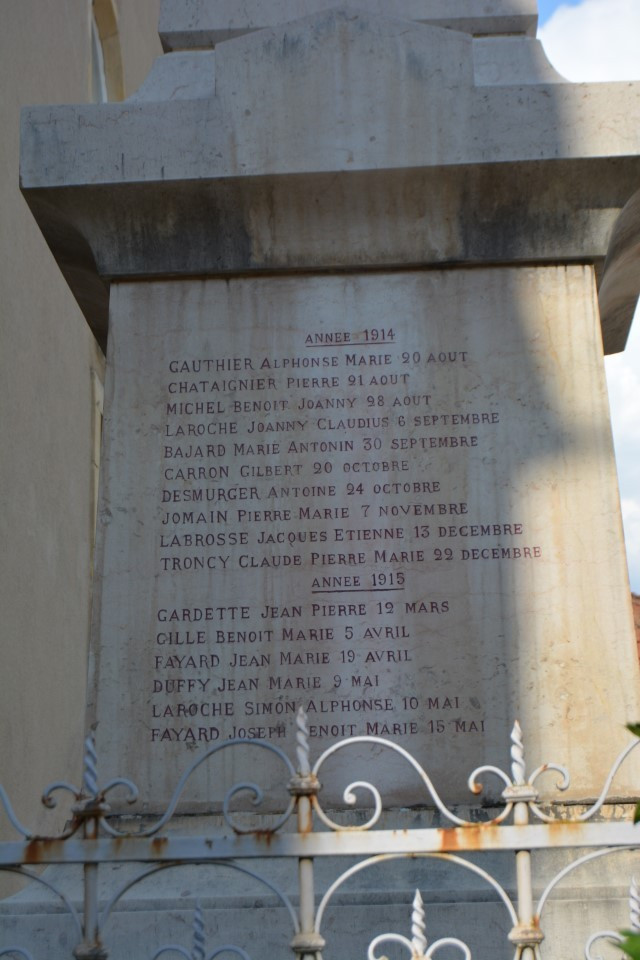 ANNEE 1914
GAUTHIER ALPHONSE MARIE 20 AOUT
CHATAIGNIER PIERRE 21 AOUT
MICHEL BENOIT JOANNY 28 AOUT
LAROCHE JOANNY CLAUDIUS 6 SEPTEMBRE
BAJARD MARIE ANTONIN 30 SEPTEMBRE
CARRON GILBERT 20 OCTOBRE
DESMURGER ANTOINE 24 OCTOBRE
JOMAIN PIERRE MARIE 7 NOVEMBRE
LABROSSE JACQUES ETIENNE 13 DECEMBRE
TRONCY CLAUDE PIERRE MARIE 22 DECEMBRE
ANNEE 1915
GARDETTE JEAN PIERRE 12 MARS
GILLE BENOIT MARIE 5 AVRIL
FAYARD JEAN MARIE 19 AVRIL
DUFFY JEAN MARIE 9 MAI
LAROCHE SIMON ALPHONSE 10 MAI
FAYARD JOSEPH BENOIT MARIE 15 MAI